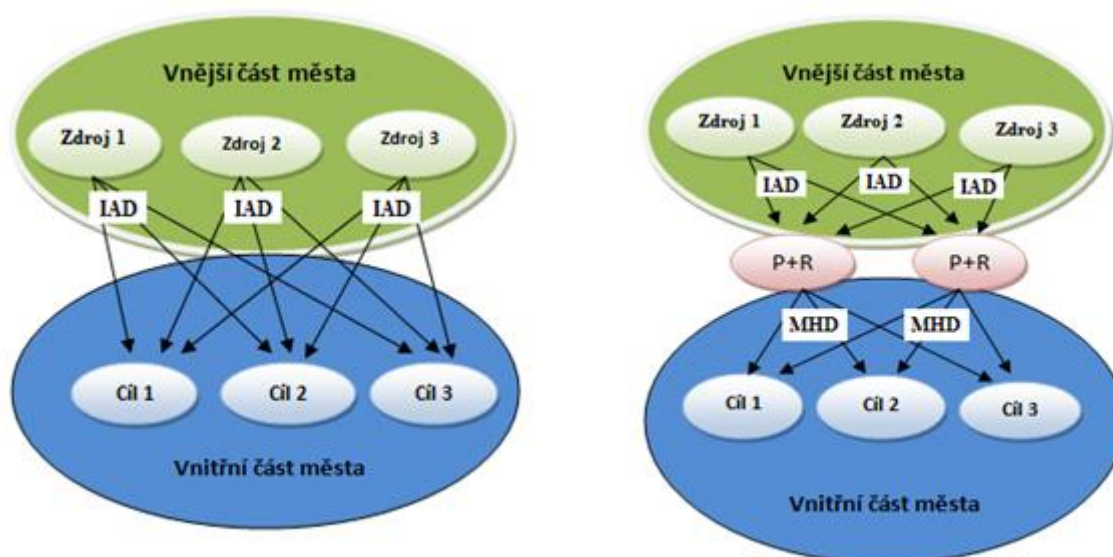 Vnější část města
Zdroj 1
Zdroj 2
Zdroj 3
IAD
IAD
IAD
Cíl 1
Cíl 2
Cíl 3
Vnitřní část města
Vnější část města
Zdroj 1
Zdroj 2
Zdroj 3
IAD
IAD
IAD
P+R
P+R
MHD
MHD
Cíl 1
Cíl 2
Cíl 3
Vnitřní část města